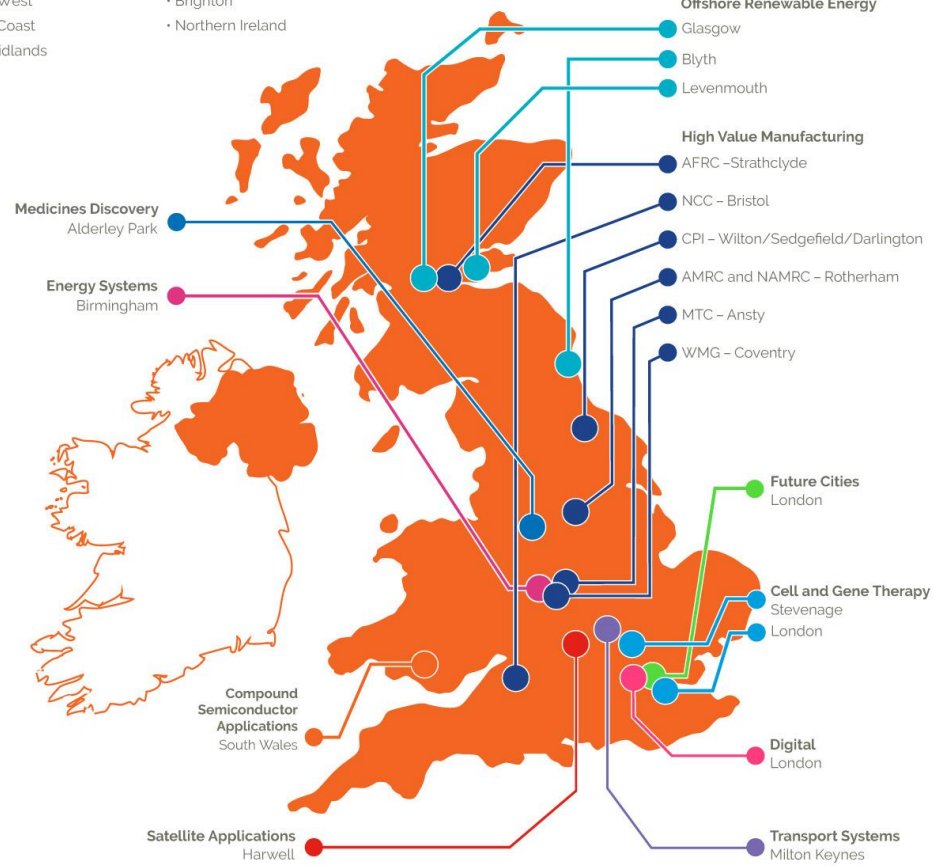 West
• Brighton
Coast
• Northern Ireland
Midlands
Offshore Renewable Energy
Glasgow
Blyth
Levenmouth
High Value Manufacturing
AFRC –Strathclyde
NCC – Bristol
CPI – Wilton/Sedgefield/Darlington
AMRC and NAMRC – Rotherham
MTC – Ansty
WMG – Coventry
Medicines Discovery
Alderley Park
Energy Systems
Birmingham
Future Cities
London
Cell and Gene Therapy
Stevenage
London
Compound
Semiconductor
Applications
South Wales
Digital
London
Satellite Applications
Harwell
Transport Systems
Milton Keynes